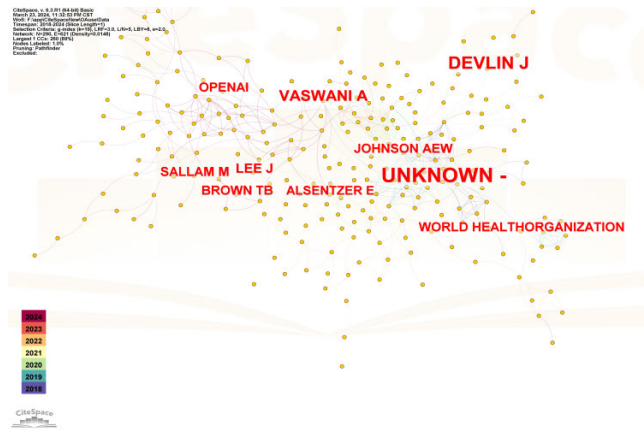 CiteSpace, v. 6.3.R1 (64-bit) Basic
March 23, 2024, 11:32:53 PM CST
Timespan: 2018-2024 (Slice Length=1)
Selection Criteria: g-index (k=18), LRF=3.0, L/N=5, LBY=8, e=2.0
Network: N=290, E=621 (Density=0.0148)
Largest 1 CCs: 260 (89%)
Nodes Labeled: 1.0%
Pruning: Pathfinder
Excluded:
DEVLIN J
OPENAI
VASWANI A
JOHNSON AEW
SALLAM M
LEE J
UNKNOWN -
BROWN TB
ALSENTZER E
WORLD HEALTHORGANIZATION
2024
2023
2022
2021
2020
2019
2018
CiteSpace